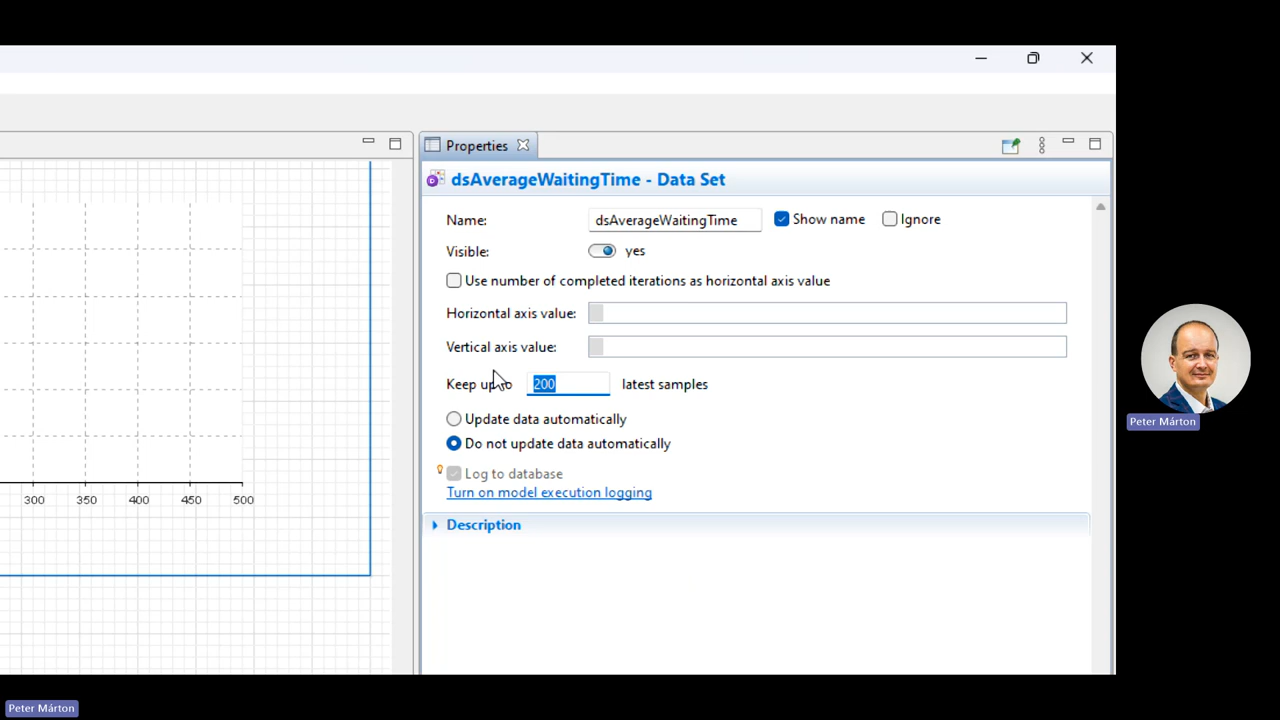 Properties
dsAverageWaitingTime - Data Set
Name: dsAverageWaitingTime Show name Ignore
Visible: yes
Use number of completed iterations as horizontal axis value
Horizontal axis value:
Vertical axis value:
Keep up to 200 latest samples
Update data automatically
Do not update data automatically
Log to database
Turn on model execution logging
Description
300 350 400 450 500
Peter Márton
Peter Márton